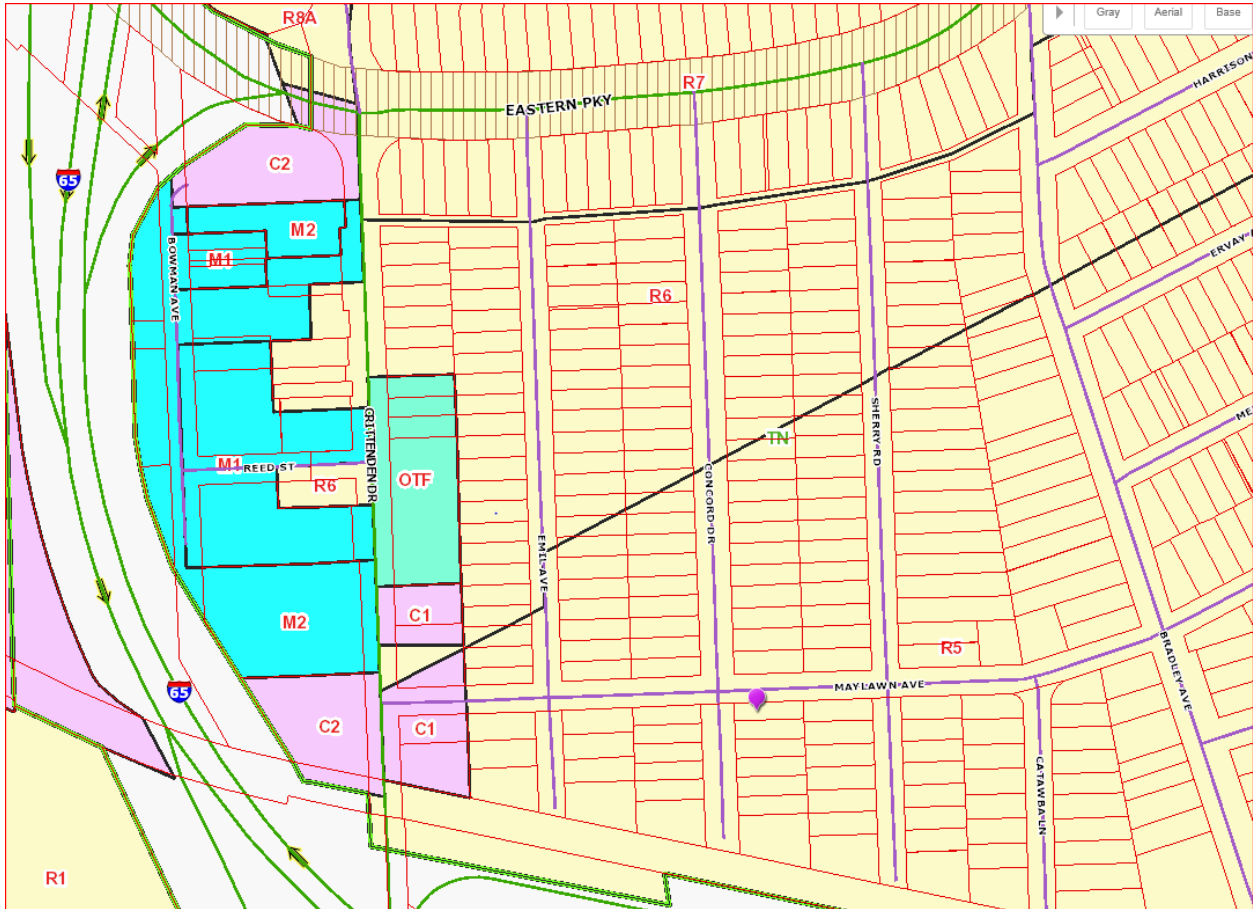 R8A
Gray
Aerial
Base
R7
HARRISON
EASTERN PKY
C2
65
M2
M1
BOWMAN AVE
ERVAY A
R6
CRITTENDEN DR
SHERRY RD
TN
M1
REED ST
R6
OTF
CONCORD DR
EMIL AVE
C1
M2
R5
BRADLEY AVE
65
MAYLAWN AVE
C2
C1
CATAWBA LN
R1